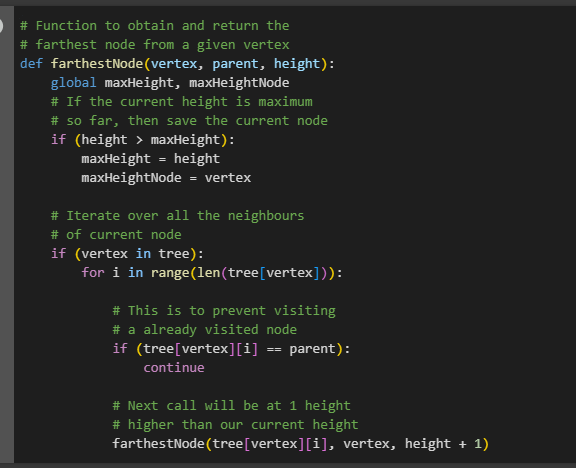 # Function to obtain and return the
# farthest node from a given vertex
def farthestNode(vertex, parent, height):
    global maxHeight, maxHeightNode
    # If the current height is maximum
    # so far, then save the current node
    if (height > maxHeight):
        maxHeight = height
        maxHeightNode = vertex

    # Iterate over all the neighbours
    # of current node
    if (vertex in tree):
        for i in range(len(tree[vertex])):

            # This is to prevent visiting
            # a already visited node
            if (tree[vertex][i] == parent):
                continue

            # Next call will be at 1 height
            # higher than our current height
            farthestNode(tree[vertex][i], vertex, height + 1)